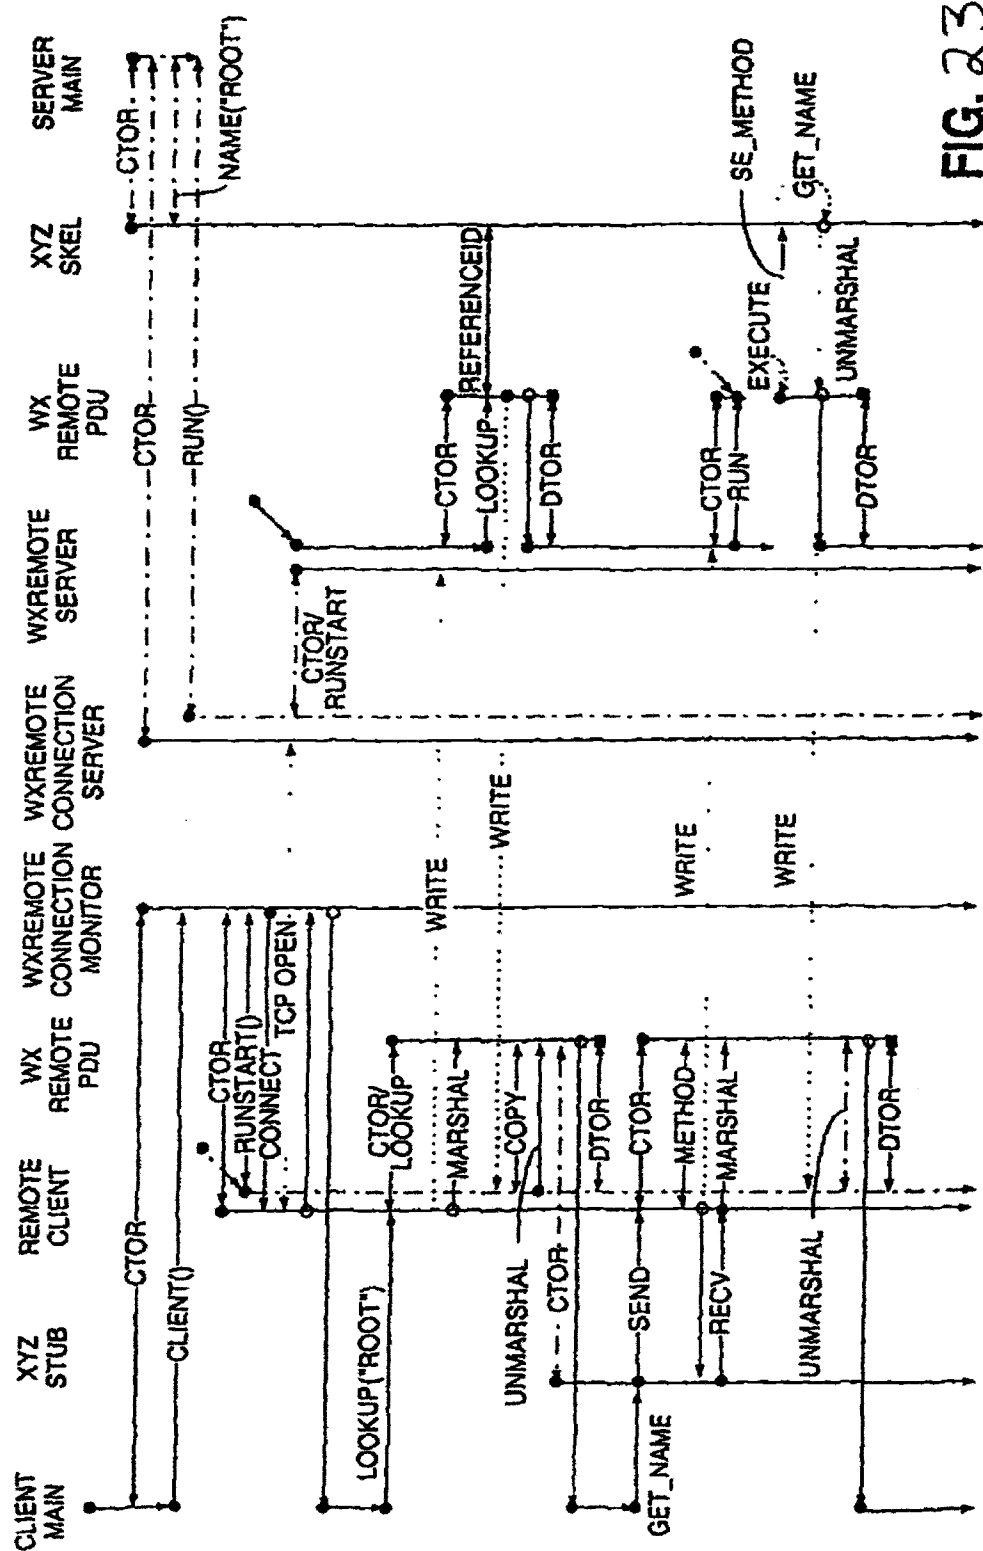 CLIENT
MAIN
XYZ
STUB
REMOTE
CLIENT
WX
REMOTE
PDU
WXREMOTE
CONNECTION
MONITOR
WXREMOTE
CONNECTION
SERVER
WXREMOTE
SERVER
WX
REMOTE
PDU
XYZ
SKEL
SERVER
MAIN
CTOR
CLIENT()
CTOR
RUNSTART()
CONNECT
TCP OPEN
LOOKUP("ROOT")
CTOR/
LOOKUP
MARSHAL
WRITE
WRITE
COPY
UNMARSHAL
CTOR
DTOR
GET_NAME
SEND
CTOR
METHOD
RECV
MARSHAL
WRITE
WRITE
UNMARSHAL
DTOR
CTOR
CTOR
NAME("ROOT")
RUN()
CTOR/
RUNSTART
CTOR
LOOKUP
REFERENCEID
DTOR
CTOR
RUN
EXECUTE
SE_METHOD
GET_NAME
UNMARSHAL
DTOR
FIG. 23